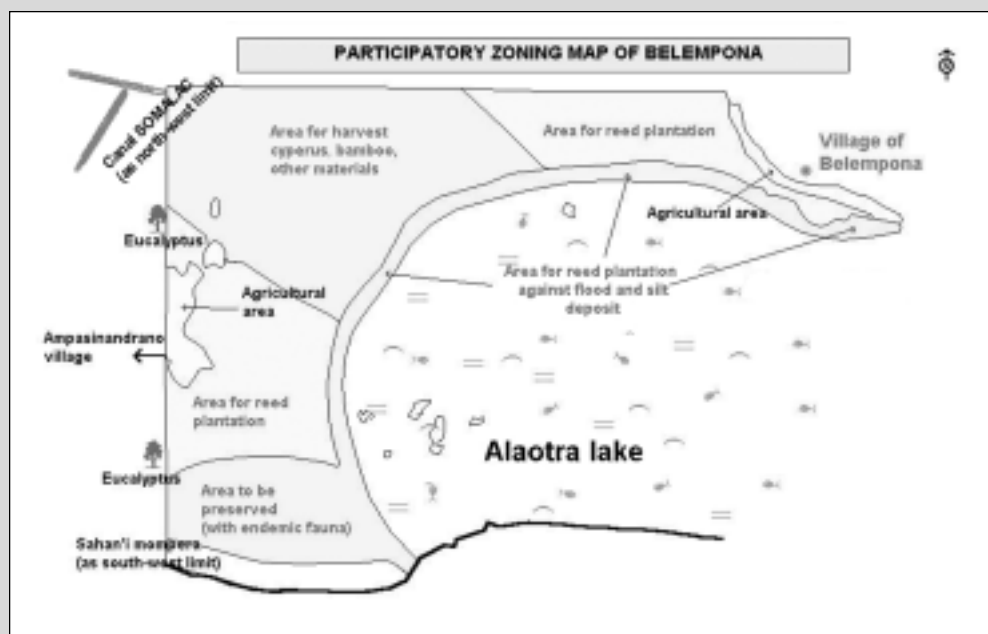 PARTICIPATORY ZONING MAP OF BELEMPONA
Canal SOMALAC
(as north-west limit)
Area for harvest
cyperus, bamboo,
other materials
Area for reed plantation
Village of
Belempona
Agricultural area
Eucalyptus
Area for reed plantation
against flood and silt
deposit
Agricultural
area
Ampasinandrano
village
Area for reed
plantation
Alaotra lake
Eucalyptus
Area to be
preserved
(with endemic fauna)
Sahan'i mompera
(as south-west limit)